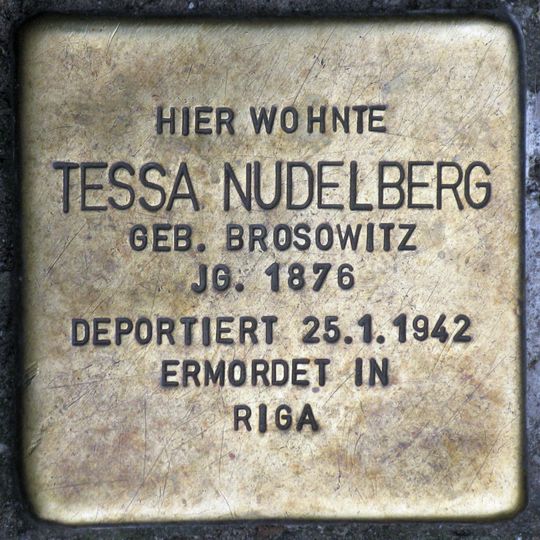 HIER WOHNTE
TESSA NUDELBERG
GEB. BROSOWITZ
JG. 1876
DEPORTIERT 25.1.1942
ERMORDET IN
RIGA